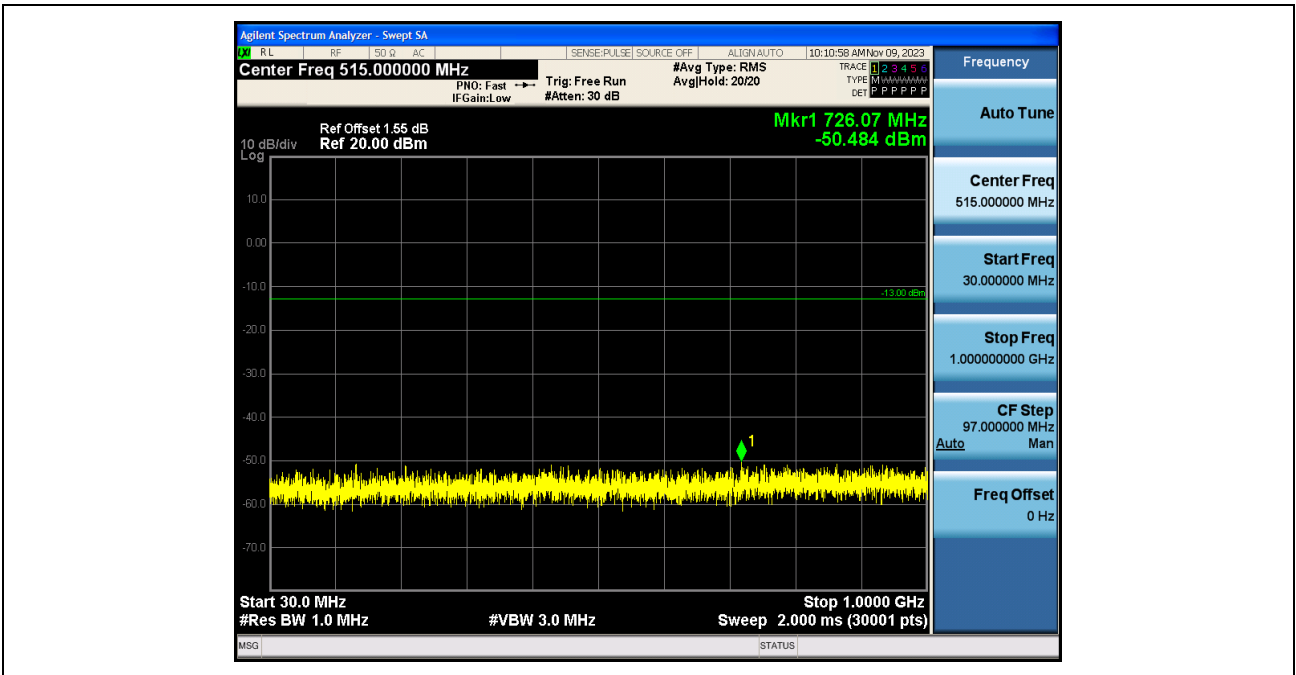 Agilent Spectrum Analyzer - Swept SA
LXI RL RF 50 Ω AC SENSE:PULSE SOURCE OFF ALIGN AUTO 10:10:58 AM Nov 09, 2023
Center Freq 515.000000 MHz
PNO: Fast
IFGain:Low
Trig: Free Run
#Atten: 30 dB
#Avg Type: RMS
Avg|Hold: 20/20
TRACE 1 2 3 4 5 6
TYPE M WWWWW
DET P P P P P P
Mkr1 726.07 MHz
-50.484 dBm
Ref Offset 1.55 dB
10 dB/div Ref 20.00 dBm
Log
10.0
0.00
-10.0
-13.00 dBm
-20.0
-30.0
-40.0
1
-50.0
-60.0
-70.0
Start 30.0 MHz Stop 1.0000 GHz
#Res BW 1.0 MHz #VBW 3.0 MHz Sweep 2.000 ms (30001 pts)
MSG STATUS
Frequency
Auto Tune
Center Freq
515.000000 MHz
Start Freq
30.000000 MHz
Stop Freq
1.000000000 GHz
CF Step
97.000000 MHz
Auto Man
Freq Offset
0 Hz